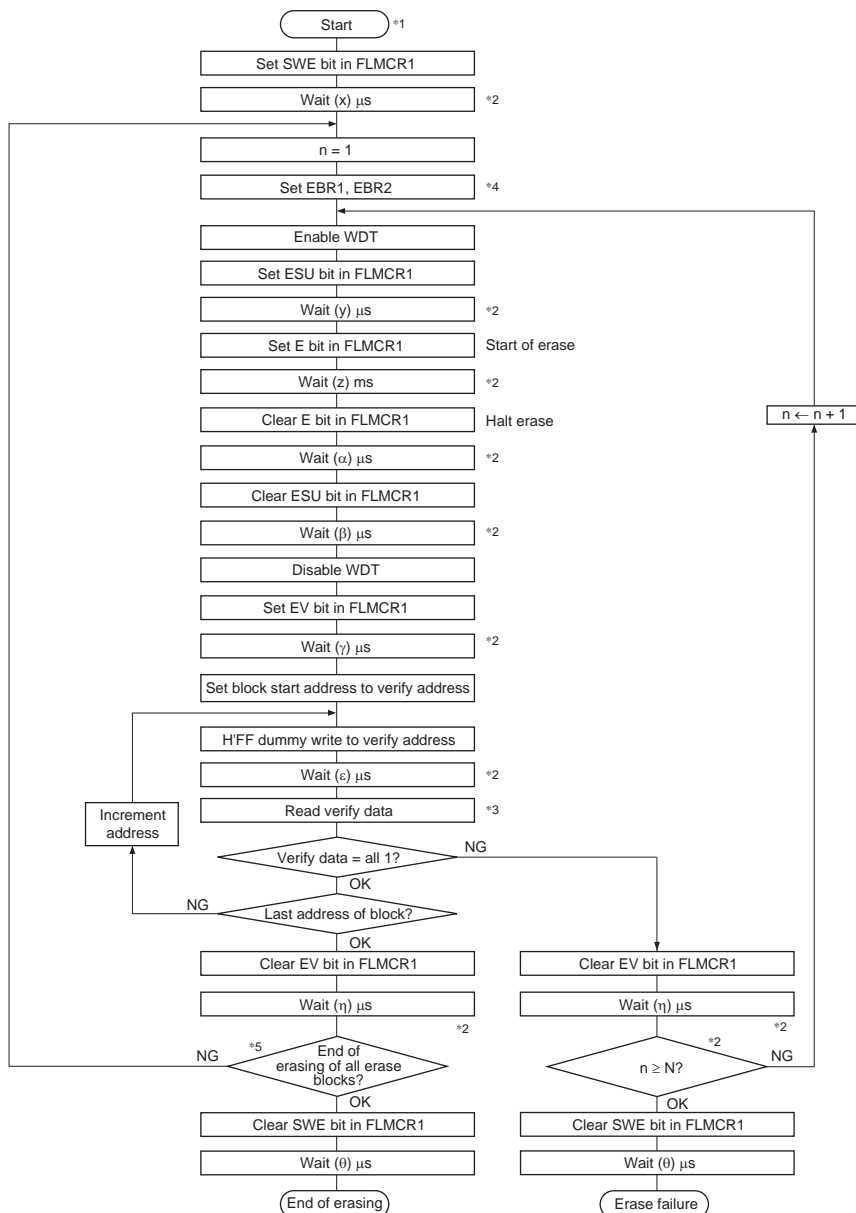 Start *1
Set SWE bit in FLMCR1
Wait (x) μs *2
n = 1
Set EBR1, EBR2 *4
Enable WDT
Set ESU bit in FLMCR1
Wait (y) μs *2
Set E bit in FLMCR1 Start of erase
Wait (z) ms *2
n ← n + 1
Clear E bit in FLMCR1 Halt erase
Wait (α) μs *2
Clear ESU bit in FLMCR1
Wait (β) μs *2
Disable WDT
Set EV bit in FLMCR1
Wait (γ) μs *2
Set block start address to verify address
H'FF dummy write to verify address
Wait (ε) μs *2
Increment
address
Read verify data *3
Verify data = all 1? NG
OK
NG Last address of block?
OK
Clear EV bit in FLMCR1 Clear EV bit in FLMCR1
Wait (η) μs Wait (η) μs
*2 *2
NG *5 End of
erasing of all erase
blocks?
*2 n ≥ N? NG
OK OK
Clear SWE bit in FLMCR1 Clear SWE bit in FLMCR1
Wait (θ) μs Wait (θ) μs
End of erasing Erase failure